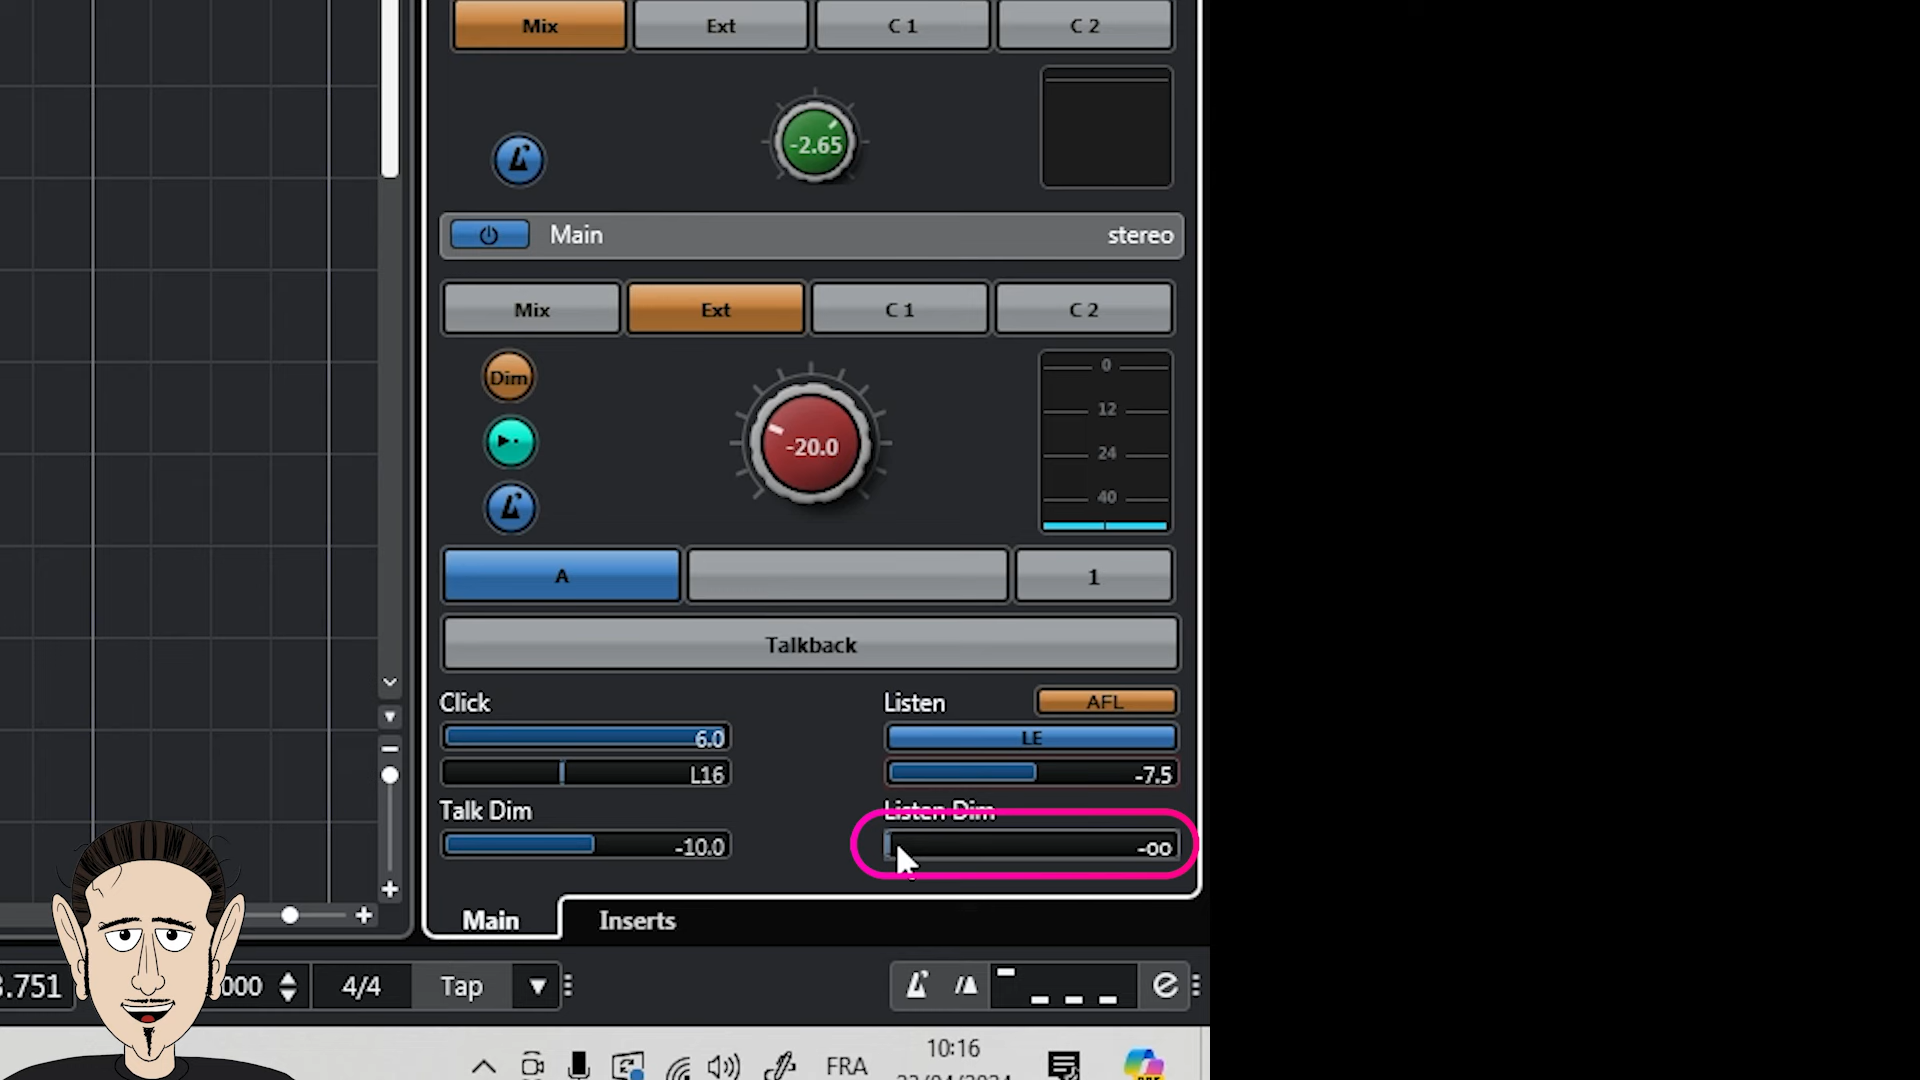 Mix Ext C 1 C 2
-2.65
Main stereo
Mix Ext C 1 C 2
Dim
-20.0
0
12
24
40
A 1
Talkback
Click Listen AFL
6.0 LE
L16 -7.5
Talk Dim Listen Dim
-10.0 -oo
Main Inserts
.751 000 4/4 Tap
FRA 10:16